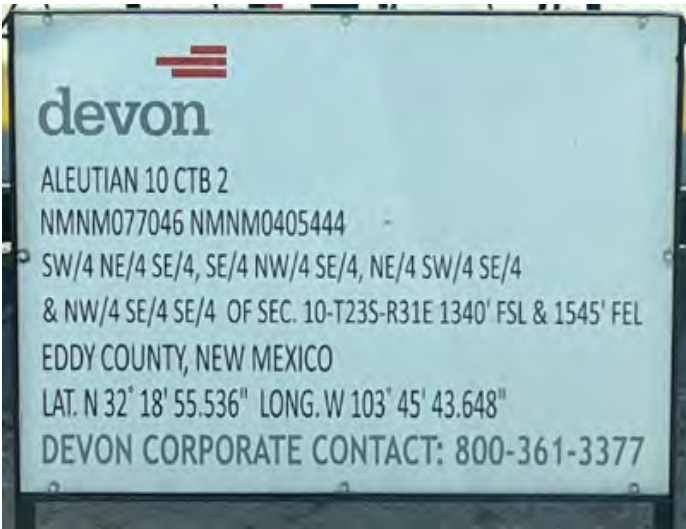 devon
ALEUTIAN 10 CTB 2
NMNM077046 NMNM0405444
SW/4 NE/4 SE/4, SE/4 NW/4 SE/4, NE/4 SW/4 SE/4
& NW/4 SE/4 SE/4 OF SEC. 10-T23S-R31E 1340' FSL & 1545' FEL
EDDY COUNTY, NEW MEXICO
LAT. N 32° 18' 55.536" LONG. W 103° 45' 43.648"
DEVON CORPORATE CONTACT: 800-361-3377